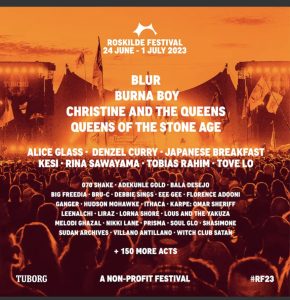 ROSKILDE FESTIVAL
24 JUNE - 1 JULY 2023
BLUR
BURNA BOY
CHRISTINE AND THE QUEENS
QUEENS OF THE STONE AGE
ALICE GLASS · DENZEL CURRY · JAPANESE BREAKFAST
KESI · RINA SAWAYAMA · TOBIAS RAHIM · TOVE LO
070 SHAKE · ADEKUNLE GOLD · BALA DESEJO
BIG FREEDIA · BRU-C · DEBBIE SINGS · EEE GEE · FLORENCE ADOONI
GANGER · HUDSON MOHAWKE · ITHACA · KARPE: OMAR SHERIFF
LEENALCHI · LIRAZ · LORNA SHORE · LOUS AND THE YAKUZA
MELODI GHAZAL · NIKKI LANE · PRISMA · SOUL GLO · SHASIMONE
SUDAN ARCHIVES · VILLANO ANTILLANO · WITCH CLUB SATAN
+ 150 MORE ACTS
TUBORG
A NON-PROFIT FESTIVAL
#RF23